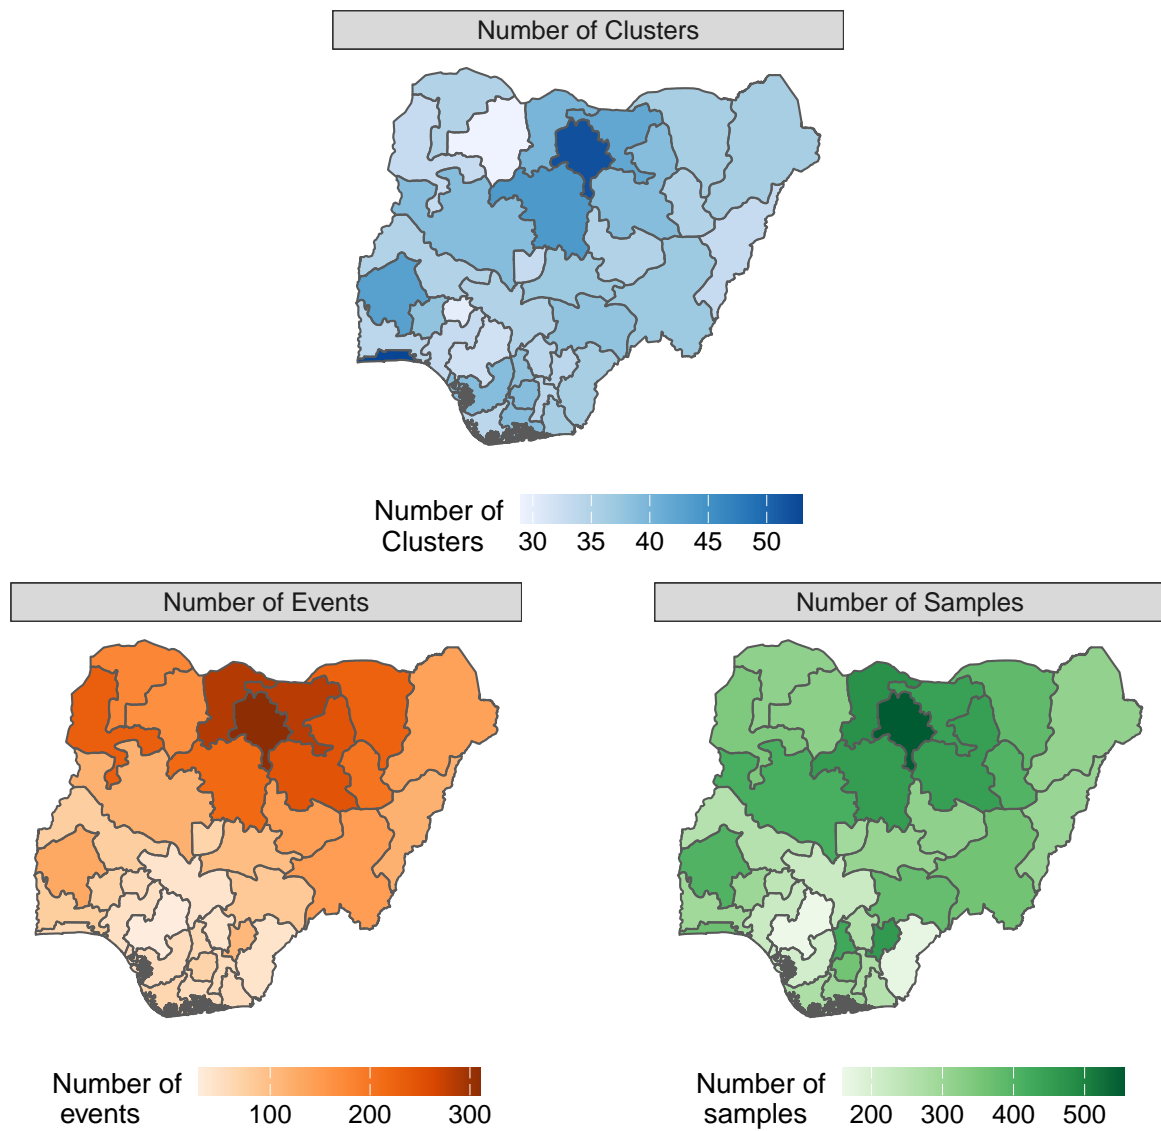 Number of Clusters
Number of
Clusters
30 35 40 45 50
Number of Events
Number of Samples
Number of
events
100 200 300
Number of
samples
200 300 400 500